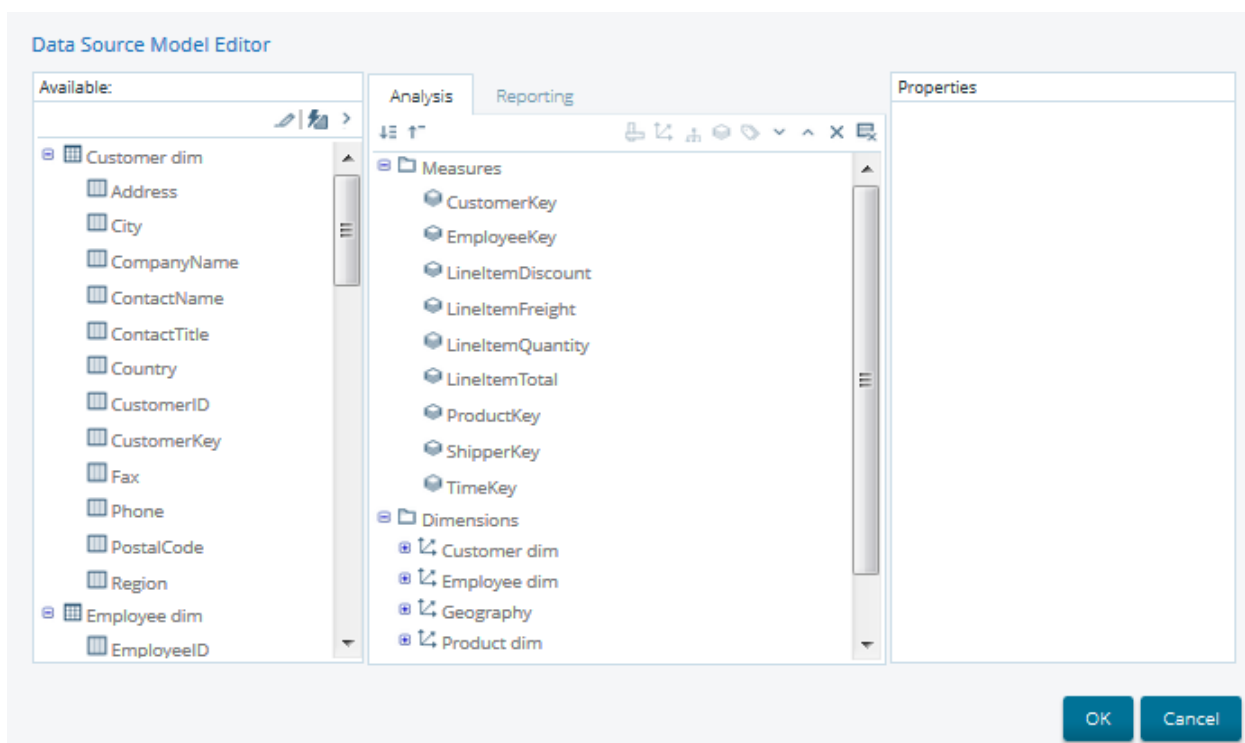 Data Source Model Editor
Available:
Customer dim
Address
City
CompanyName
ContactName
ContactTitle
Country
CustomerID
CustomerKey
Fax
Phone
PostalCode
Region
Employee dim
EmployeeID
Analysis Reporting
Measures
CustomerKey
EmployeeKey
LineItemDiscount
LineItemFreight
LineItemQuantity
LineItemTotal
ProductKey
ShipperKey
TimeKey
Dimensions
Customer dim
Employee dim
Geography
Product dim
Properties
OK Cancel